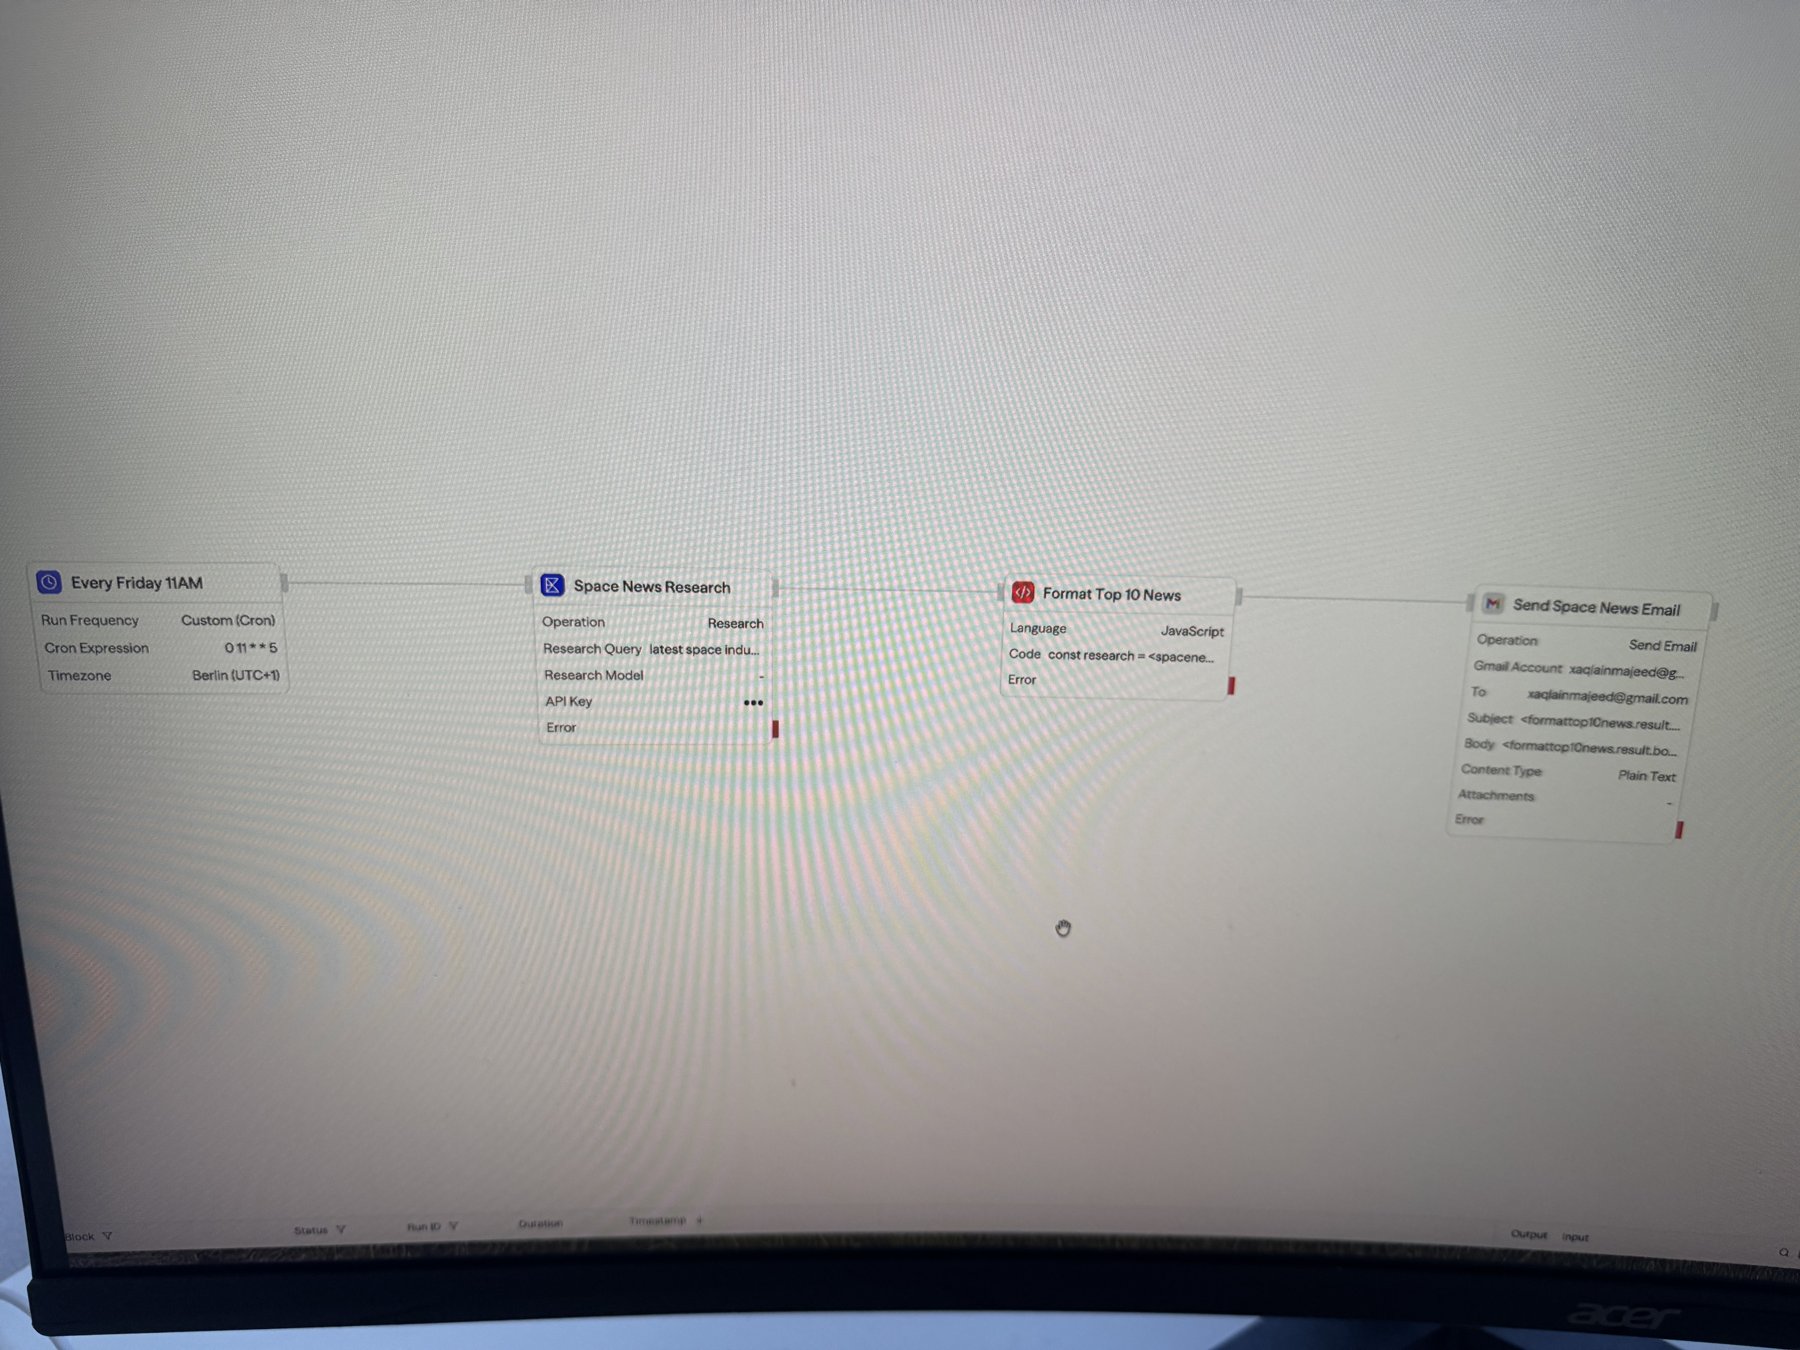 Every Friday 11AM
Run Frequency Custom (Cron)
Cron Expression 0 11 * * 5
Timezone Berlin (UTC+1)
Space News Research
Operation Research
Research Query latest space indu...
Research Model -
API Key •••
Error
Format Top 10 News
Language JavaScript
Code const research = <spacene...
Error
Send Space News Email
Operation Send Email
Gmail Account xaqlainmajeed@g...
To xaqlainmajeed@gmail.com
Subject <formattop10news.result....
Body <formattop10news.result.bo...
Content Type Plain Text
Attachments -
Error
Block Status Run ID Duration Timestamp Output Input
acer